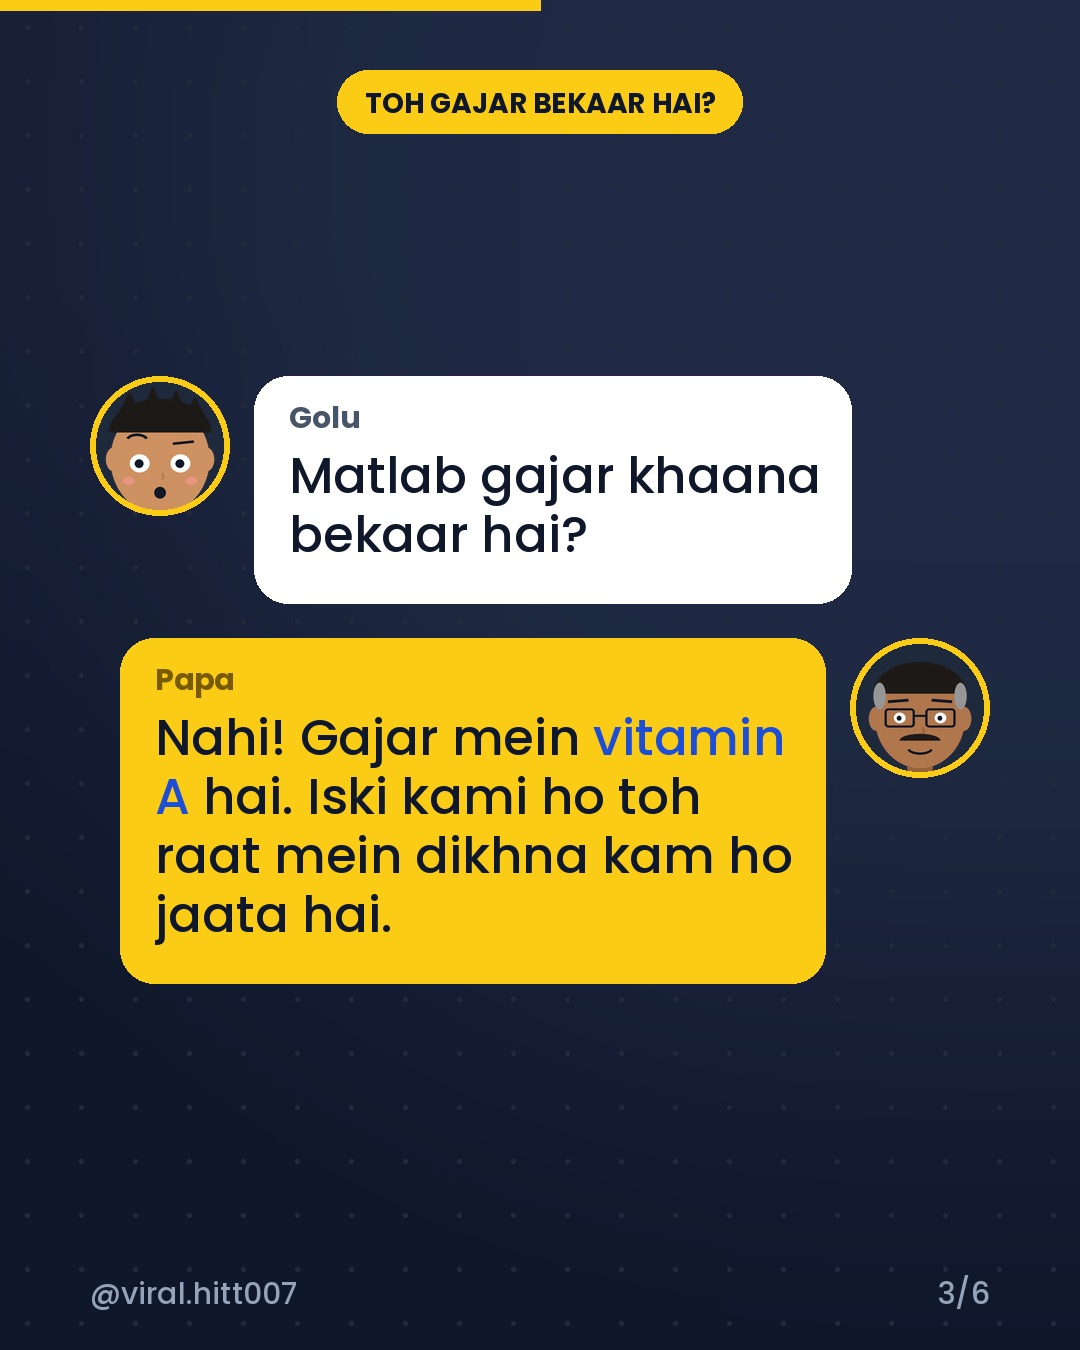 TOH GAJAR BEKAAR HAI?
Golu
Matlab gajar khaana
bekaar hai?
Papa
Nahi! Gajar mein vitamin
A hai. Iski kami ho toh
raat mein dikhna kam ho
jaata hai.
@viral.hitt007
3/6